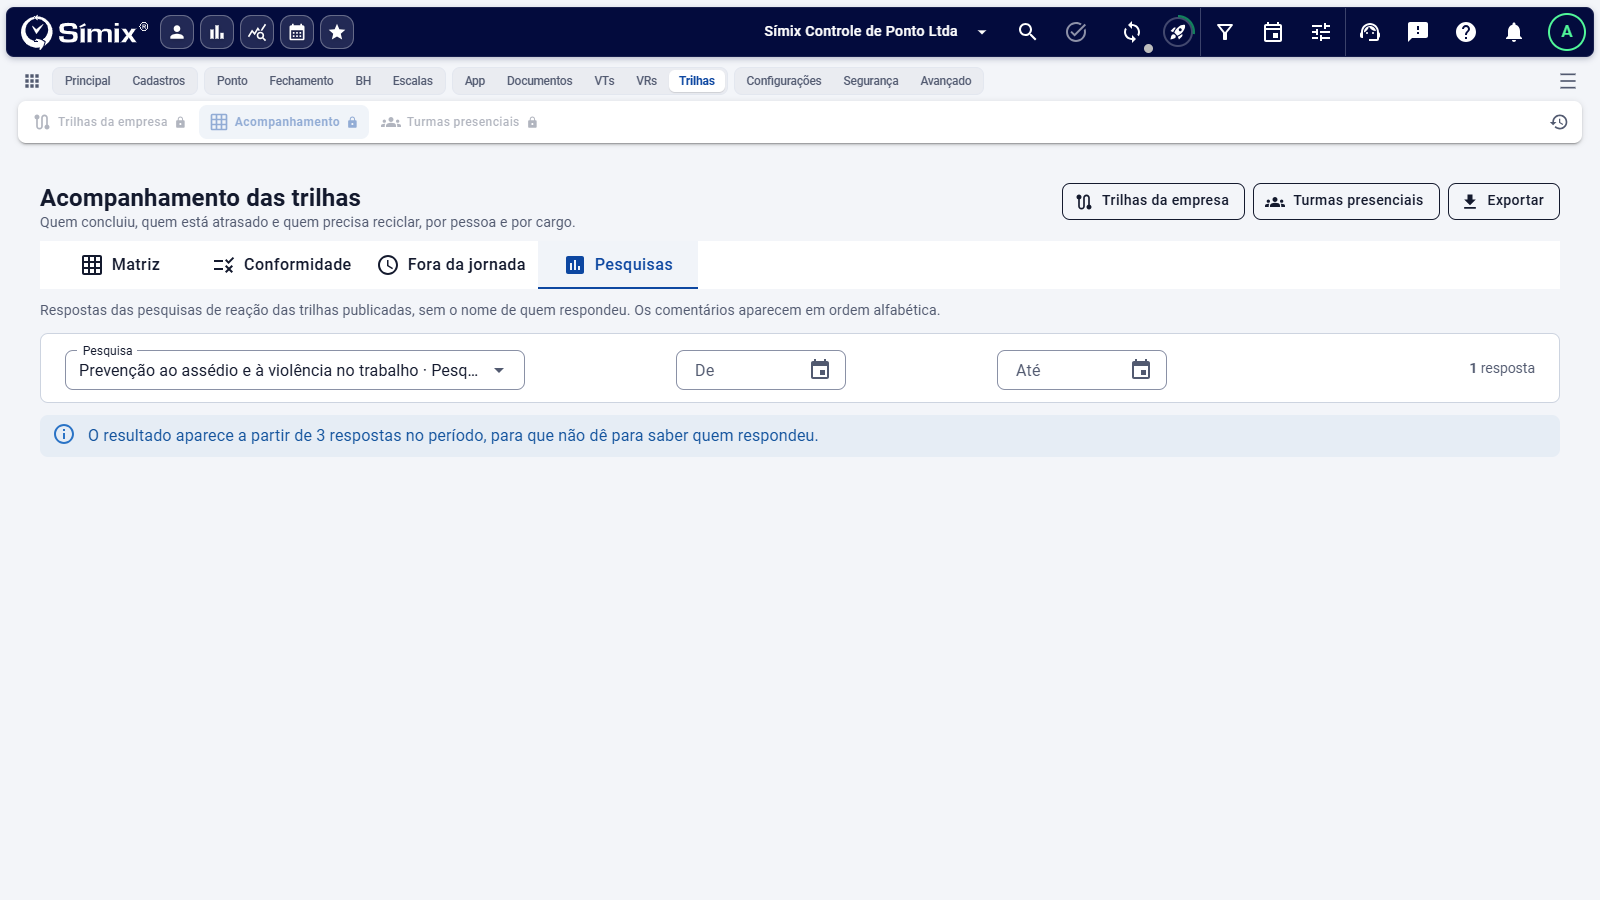 Símix®
Símix Controle de Ponto Ltda
A
Principal Cadastros Ponto Fechamento BH Escalas App Documentos VTs VRs Trilhas Configurações Segurança Avançado
Trilhas da empresa Acompanhamento Turmas presenciais
Acompanhamento das trilhas
Quem concluiu, quem está atrasado e quem precisa reciclar, por pessoa e por cargo.
Trilhas da empresa Turmas presenciais Exportar
Matriz Conformidade Fora da jornada Pesquisas
Respostas das pesquisas de reação das trilhas publicadas, sem o nome de quem respondeu. Os comentários aparecem em ordem alfabética.
Pesquisa
Prevenção ao assédio e à violência no trabalho · Pesq... De Até 1 resposta
O resultado aparece a partir de 3 respostas no período, para que não dê para saber quem respondeu.